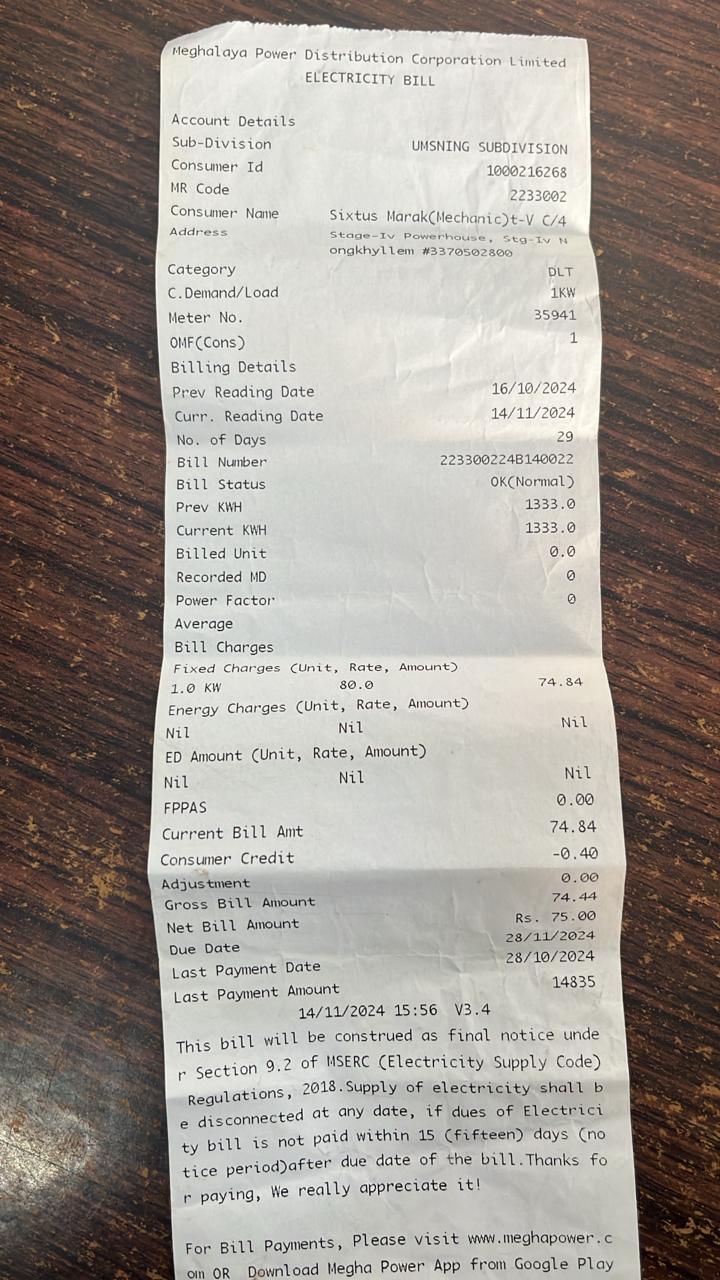 Meghalaya Power Distribution Corporation Limited
ELECTRICITY BILL
Account Details
Sub-Division UMSNING SUBDIVISION
Consumer Id 1000216268
MR Code 2233002
Consumer Name Sixtus Marak(Mechanic)t-V C/4
Address Stage-Iv Powerhouse, Stg-Iv N
ongkhyllem #3370502800
Category DLT
C.Demand/Load 1KW
Meter No. 35941
OMF(Cons) 1
Billing Details
Prev Reading Date 16/10/2024
Curr. Reading Date 14/11/2024
No. of Days 29
Bill Number 223300224B140022
Bill Status OK(Normal)
Prev KWH 1333.0
Current KWH 1333.0
Billed Unit 0.0
Recorded MD 0
Power Factor 0
Average
Bill Charges
Fixed Charges (Unit, Rate, Amount)
1.0 KW 80.0 74.84
Energy Charges (Unit, Rate, Amount)
Nil Nil Nil
ED Amount (Unit, Rate, Amount)
Nil Nil Nil
FPPAS 0.00
Current Bill Amt 74.84
Consumer Credit -0.40
Adjustment 0.00
Gross Bill Amount 74.44
Net Bill Amount Rs. 75.00
Due Date 28/11/2024
Last Payment Date 28/10/2024
Last Payment Amount 14835
14/11/2024 15:56 V3.4
This bill will be construed as final notice unde
r Section 9.2 of MSERC (Electricity Supply Code)
Regulations, 2018.Supply of electricity shall b
e disconnected at any date, if dues of Electrici
ty bill is not paid within 15 (fifteen) days (no
tice period)after due date of the bill.Thanks fo
r paying, We really appreciate it!
For Bill Payments, Please visit www.meghapower.c
om OR Download Megha Power App from Google Play